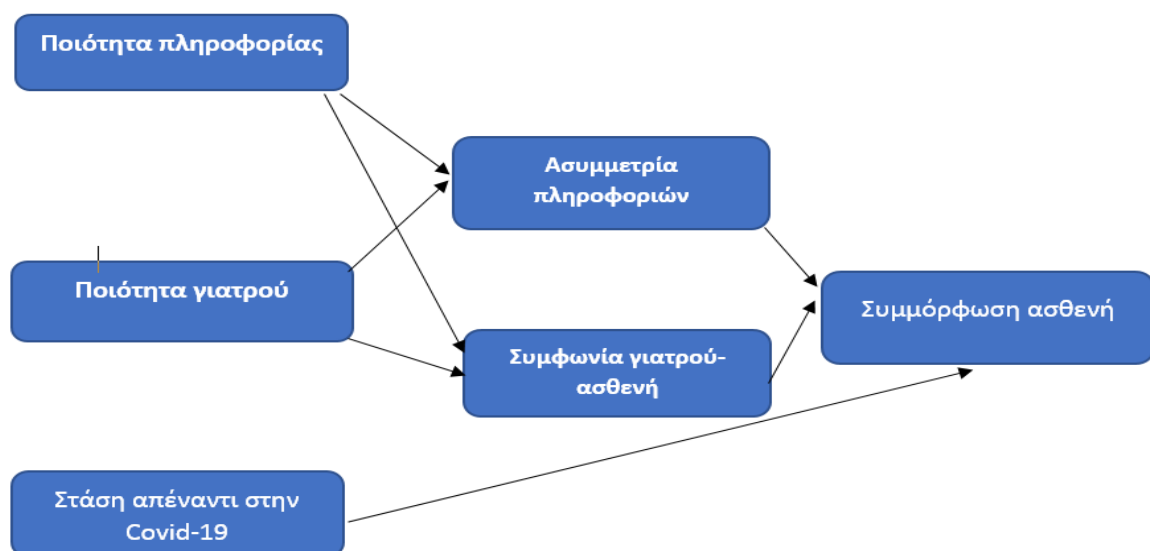 Ποιότητα πληροφορίας
Ασυμμετρία
πληροφοριών
Ποιότητα γιατρού
Συμμόρφωση ασθενή
Συμφωνία γιατρού-
ασθενή
Στάση απέναντι στην
Covid-19